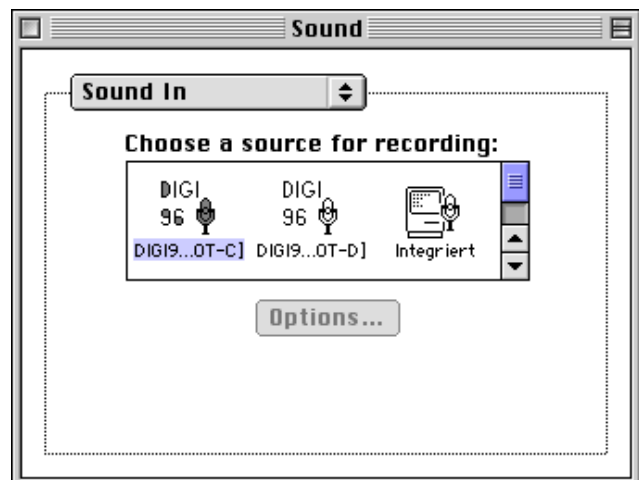 Sound
Sound In
Choose a source for recording:
DIGI 96 DIGI 96
DIGI9...OT-C] DIGI9...OT-D] Integriert
Options...